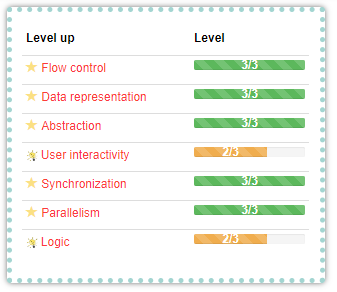 Level up Level
Flow control 3/3
Data representation 3/3
Abstraction 3/3
User interactivity 2/3
Synchronization 3/3
Parallelism 3/3
Logic 2/3